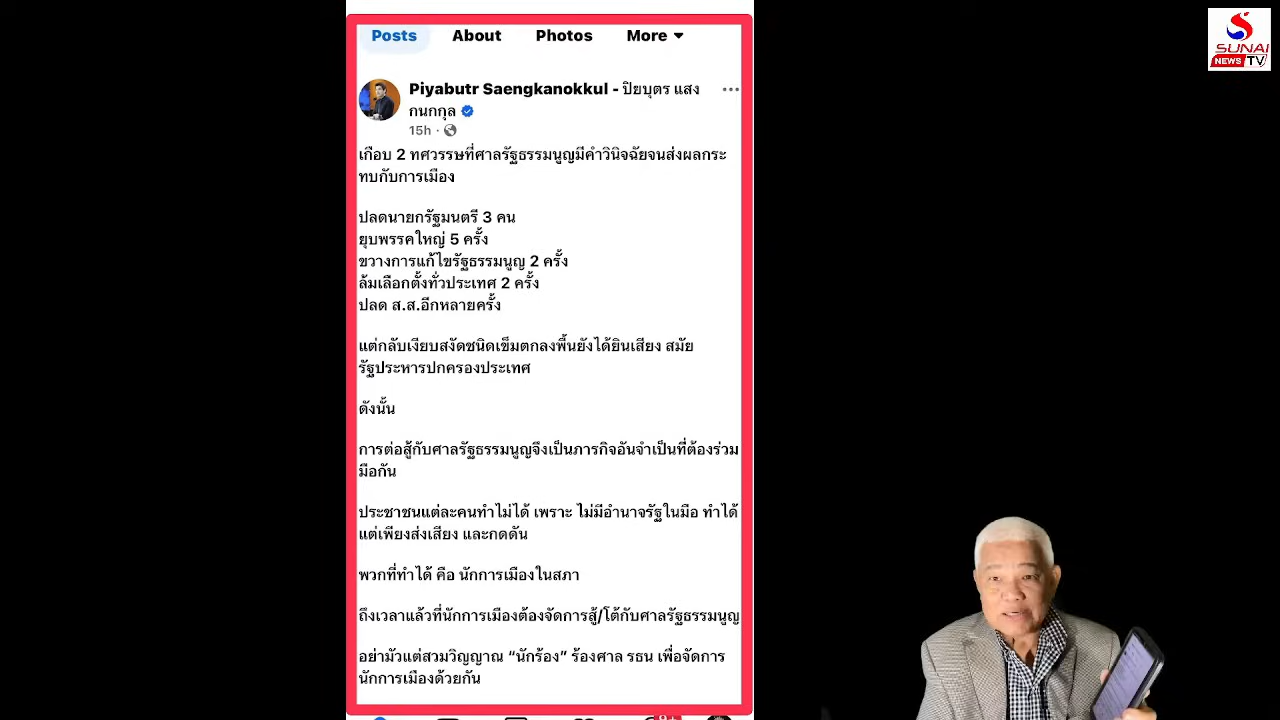 SUNAI
NEWS TV
Posts About Photos More
Piyabutr Saengkanokkul - ปิยบุตร แสง
กนกกุล
15h ·
เกือบ 2 ทศวรรษที่ศาลรัฐธรรมนูญมีคำวินิจฉัยจนส่งผลกระ
ทบกับการเมือง
ปลดนายกรัฐมนตรี 3 คน
ยุบพรรคใหญ่ 5 ครั้ง
ขวางการแก้ไขรัฐธรรมนูญ 2 ครั้ง
ล้มเลือกตั้งทั่วประเทศ 2 ครั้ง
ปลด ส.ส.อีกหลายครั้ง
แต่กลับเงียบสงัดชนิดเข็มตกลงพื้นยังได้ยินเสียง สมัย
รัฐประหารปกครองประเทศ
ดังนั้น
การต่อสู้กับศาลรัฐธรรมนูญจึงเป็นภารกิจอันจำเป็นที่ต้องร่วม
มือกัน
ประชาชนแต่ละคนทำไม่ได้ เพราะ ไม่มีอำนาจรัฐในมือ ทำได้
แต่เพียงส่งเสียง และกดดัน
พวกที่ทำได้ คือ นักการเมืองในสภา
ถึงเวลาแล้วที่นักการเมืองต้องจัดการสู้/โต้กับศาลรัฐธรรมนูญ
อย่ามัวแต่สวมวิญญาณ “นักร้อง” ร้องศาล รธน เพื่อจัดการ
นักการเมืองด้วยกัน